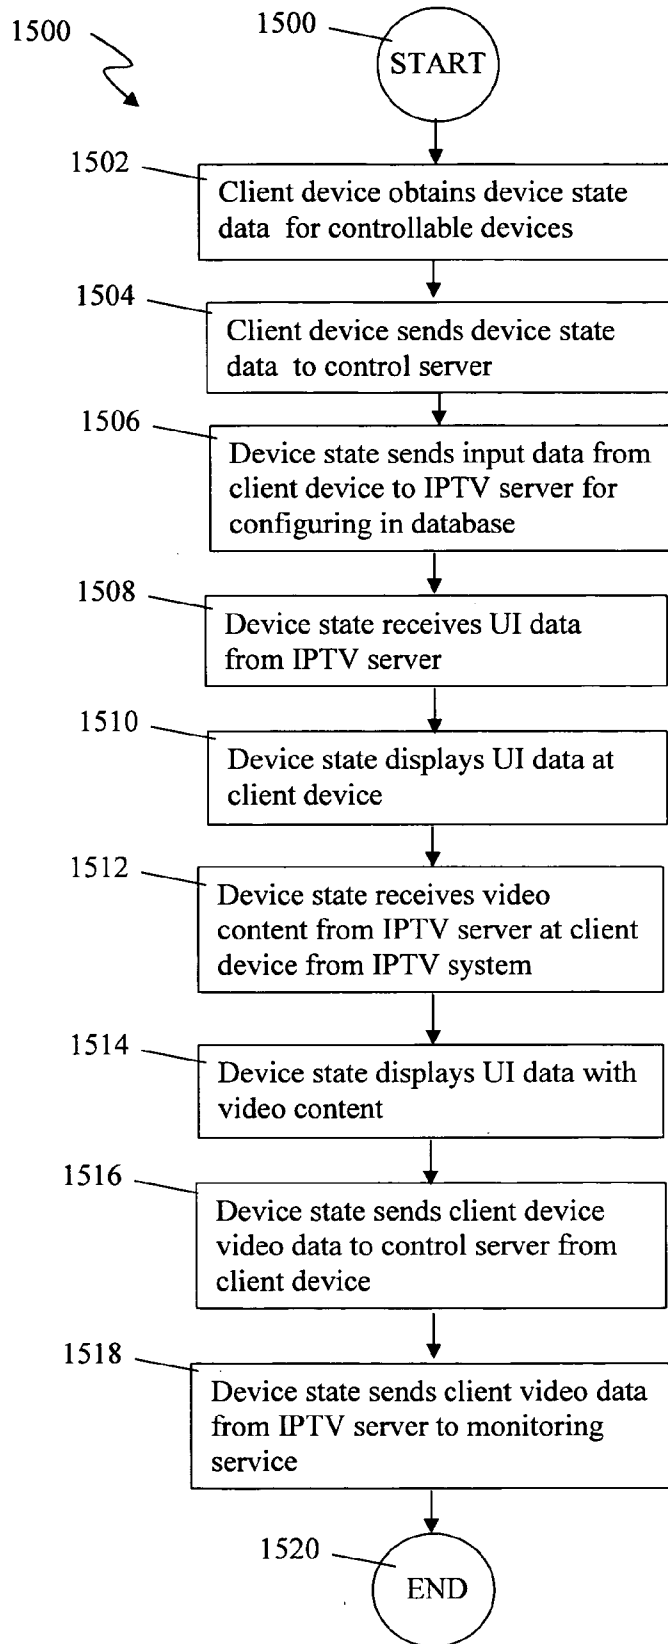 1500
1500
START
1502
Client device obtains device state
data for controllable devices
1504
Client device sends device state
data to control server
1506
Device state sends input data from
client device to IPTV server for
configuring in database
1508
Device state receives UI data
from IPTV server
1510
Device state displays UI data at
client device
1512
Device state receives video
content from IPTV server at client
device from IPTV system
1514
Device state displays UI data with
video content
1516
Device state sends client device
video data to control server from
client device
1518
Device state sends client video data
from IPTV server to monitoring
service
1520
END